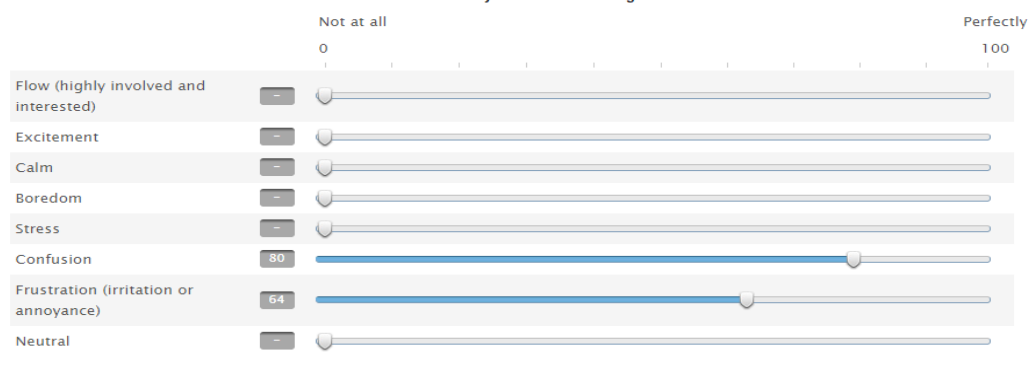 Not at all Perfectly
0 100
Flow (highly involved and
interested) -
Excitement -
Calm -
Boredom -
Stress -
Confusion 80
Frustration (irritation or
annoyance) 64
Neutral -